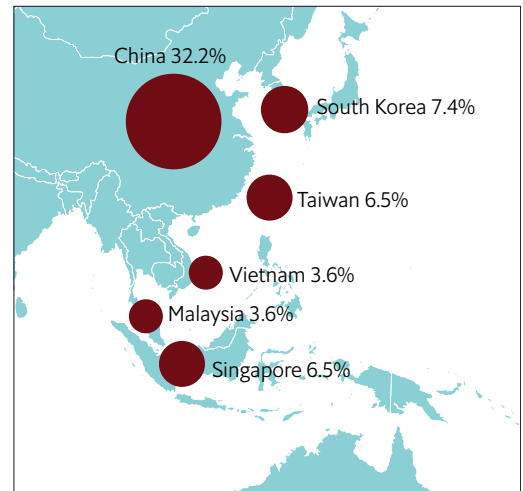 China 32.2%
South Korea 7.4%
Taiwan 6.5%
Vietnam 3.6%
Malaysia 3.6%
Singapore 6.5%